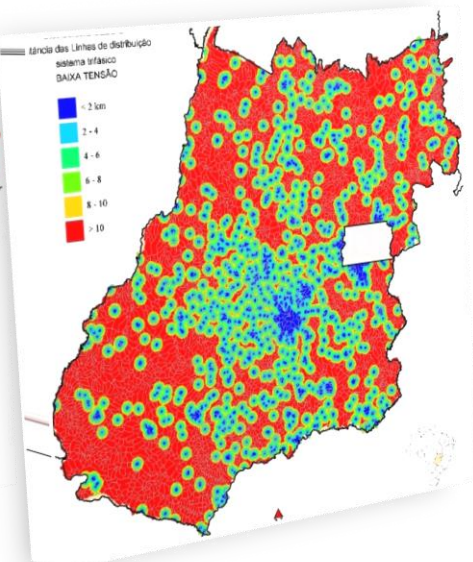 tância das Linhas de distribuição
sistema trifásico
BAIXA TENSÃO
< 2 km
2 - 4
4 - 6
6 - 8
8 - 10
> 10